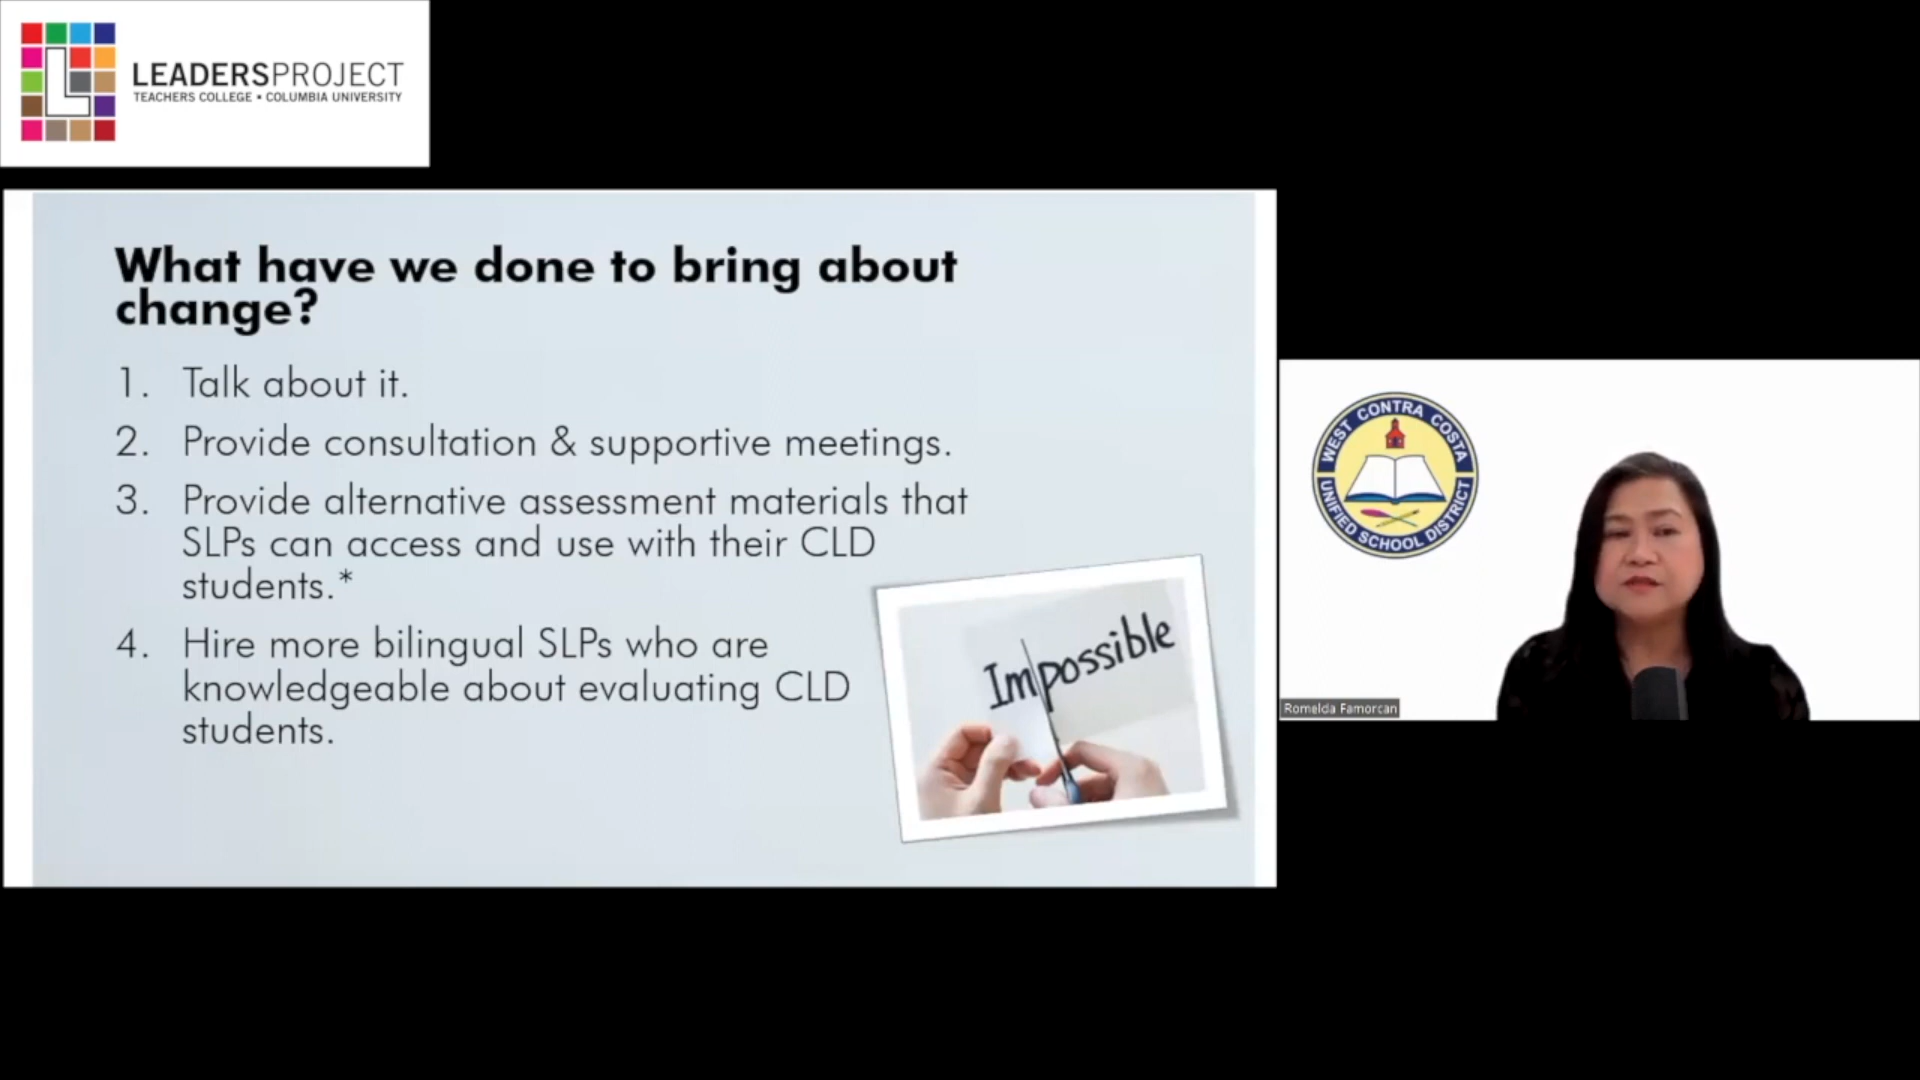 LEADERSPROJECT
TEACHERS COLLEGE • COLUMBIA UNIVERSITY
What have we done to bring about
change?
1. Talk about it.
2. Provide consultation & supportive meetings.
3. Provide alternative assessment materials that
SLPs can access and use with their CLD
students.*
4. Hire more bilingual SLPs who are
knowledgeable about evaluating CLD
students.
Impossible
WEST CONTRA COSTA
UNIFIED SCHOOL DISTRICT
Romelda Famorcan